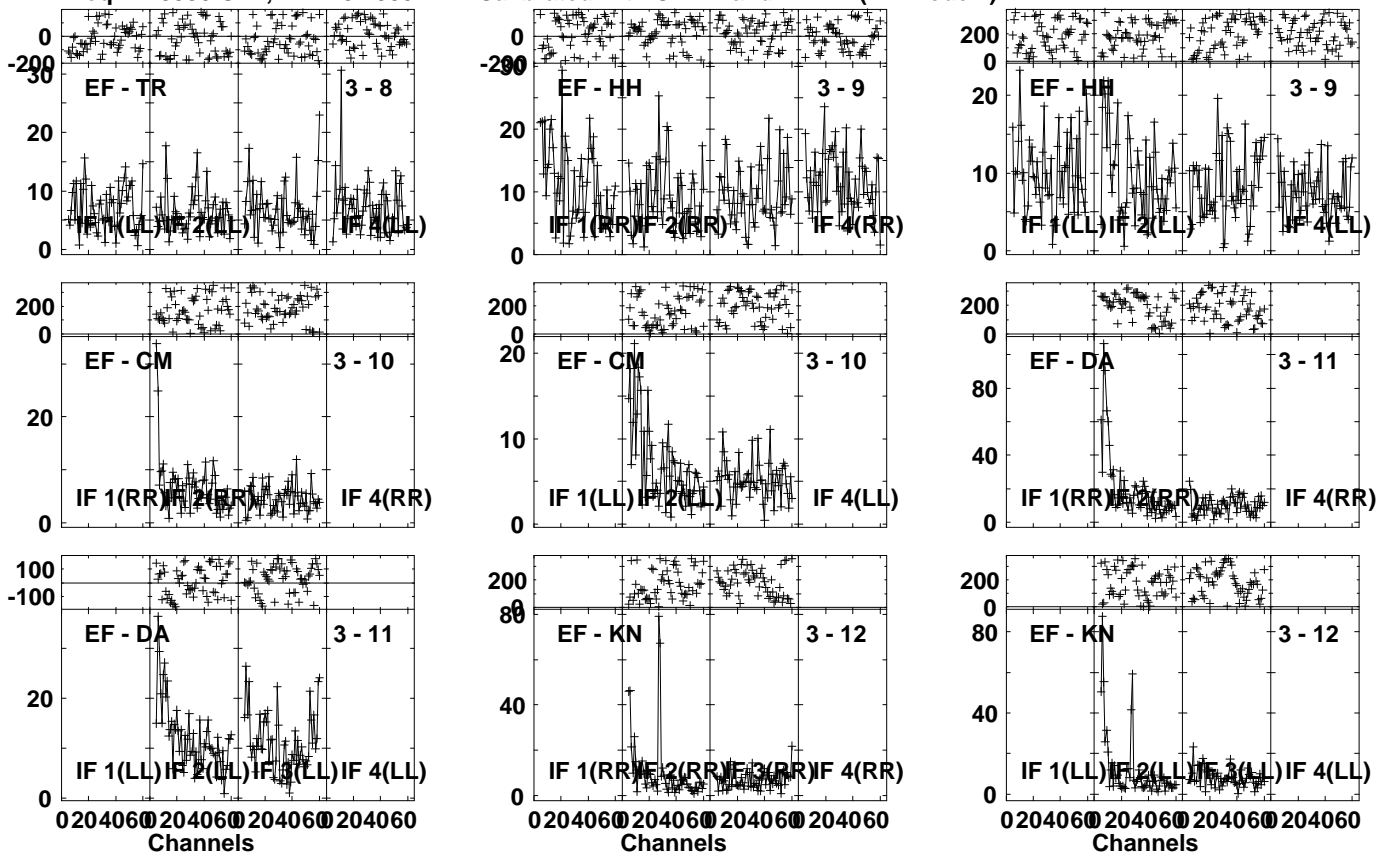 0
-200
30
EF - TR
3 - 8
20
10
0
IF 1(LL)
IF 2(LL)
IF 4(LL)
0
-200
30
EF - HH
3 - 9
20
10
0
IF 1(RR)
IF 2(RR)
IF 4(RR)
200
0
EF - HH
3 - 9
20
10
0
IF 1(LL)
IF 2(LL)
IF 4(LL)
200
0
EF - CM
3 - 10
20
0
IF 1(RR)
IF 2(RR)
IF 4(RR)
200
0
20
EF - CM
3 - 10
10
0
IF 1(LL)
IF 2(LL)
IF 4(LL)
200
0
EF - DA
3 - 11
80
40
0
IF 1(RR)
IF 2(RR)
IF 4(RR)
100
-100
EF - DA
3 - 11
20
0
IF 1(LL)
IF 2(LL)
IF 3(LL)
IF 4(LL)
0 20 40 60 0 20 40 60 0 20 40 60 0 20 40 60
Channels
200
0
80
EF - KN
3 - 12
40
0
IF 1(RR)
IF 2(RR)
IF 3(RR)
IF 4(RR)
0 20 40 60 0 20 40 60 0 20 40 60 0 20 40 60
Channels
200
0
EF - KN
3 - 12
80
40
0
IF 1(LL)
IF 2(LL)
IF 3(LL)
IF 4(LL)
0 20 40 60 0 20 40 60 0 20 40 60 0 20 40 60
Channels